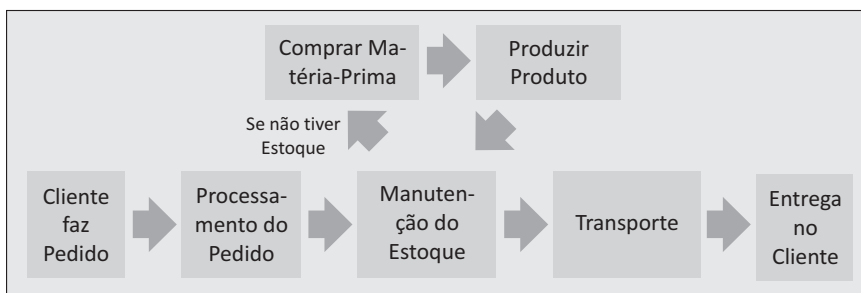 Comprar Ma-
téria-Prima
Produzir
Produto
Se não tiver
Estoque
Cliente
faz
Pedido
Processa-
mento do
Pedido
Manuten-
ção do
Estoque
Transporte
Entrega
no
Cliente